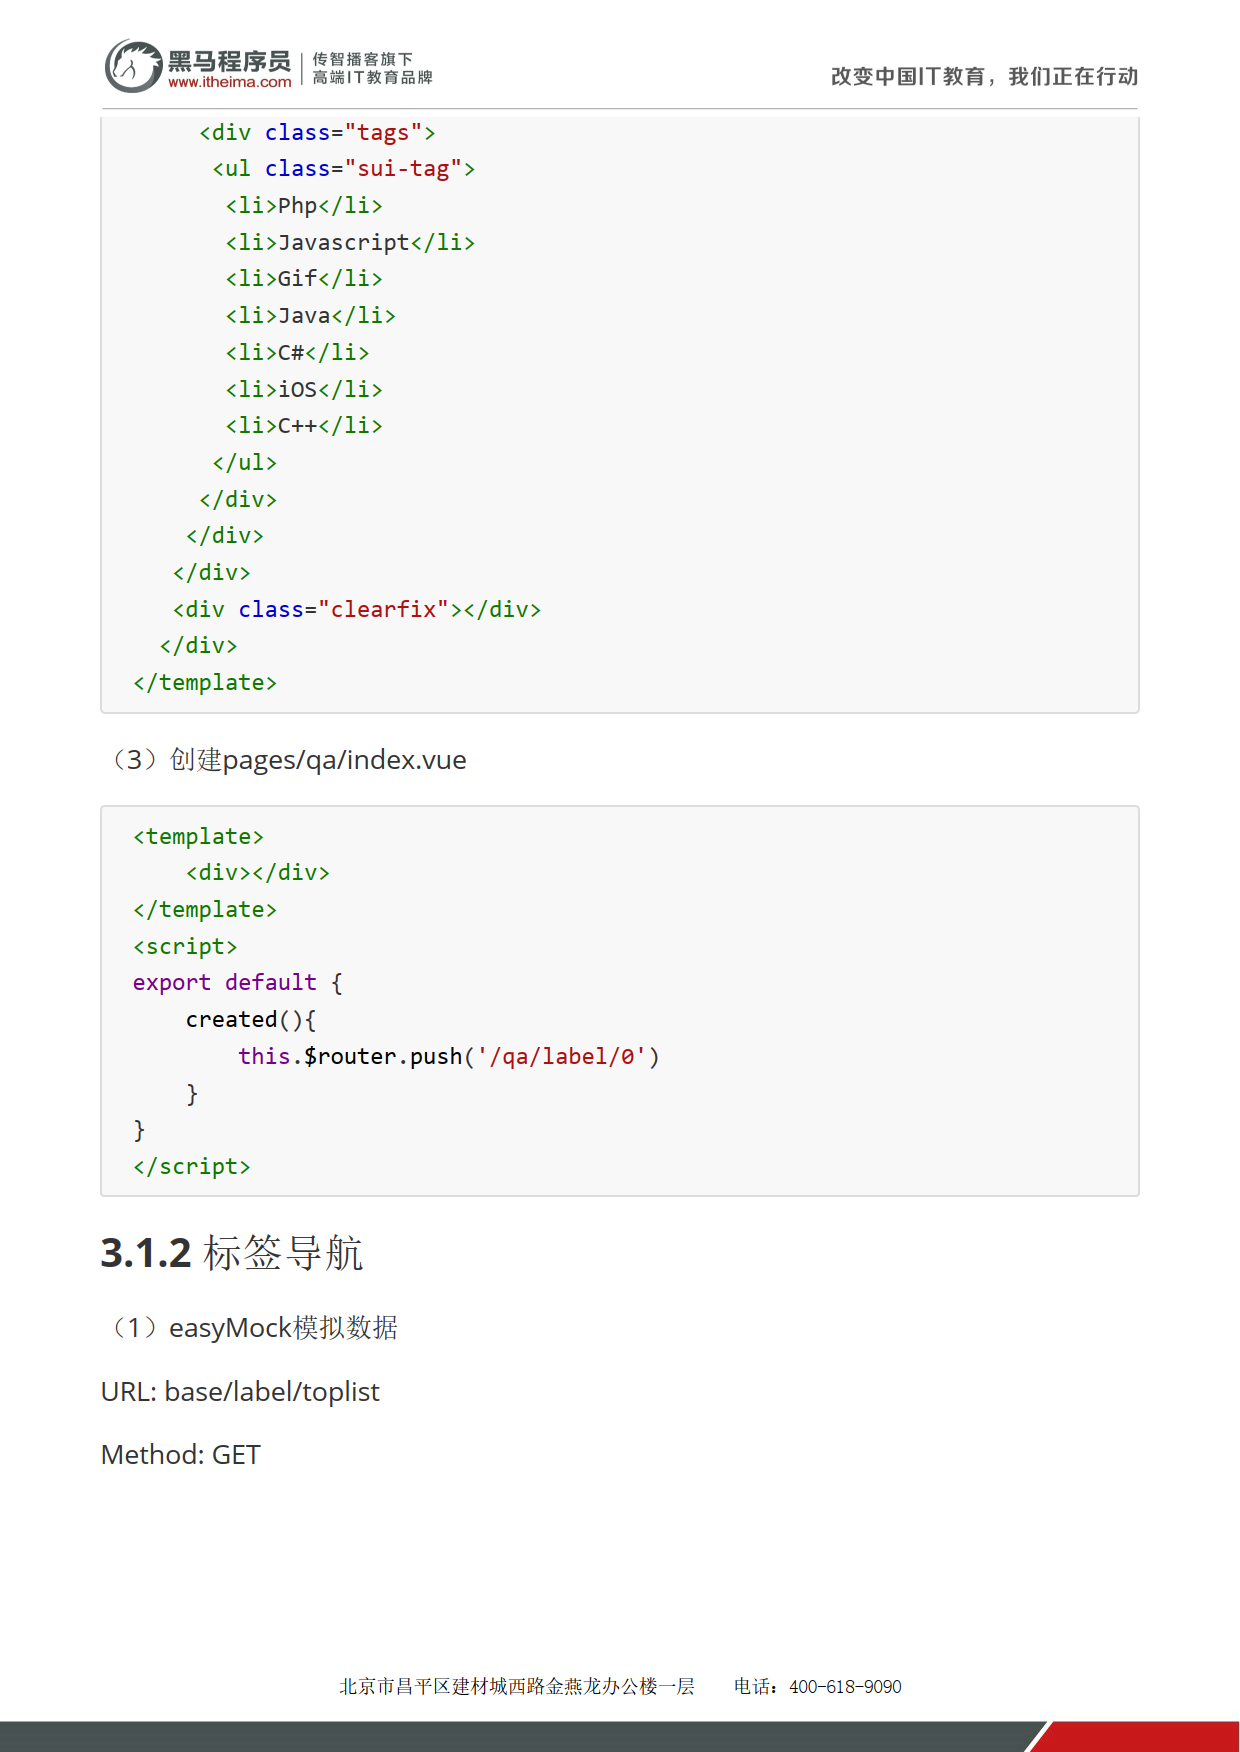 黑马程序员
www.itheima.com
传智播客旗下
高端IT教育品牌
改变中国IT教育，我们正在行动
     <div class="tags">
      <ul class="sui-tag">
       <li>Php</li>
       <li>Javascript</li>
       <li>Gif</li>
       <li>Java</li>
       <li>C#</li>
       <li>iOS</li>
       <li>C++</li>
      </ul>
     </div>
    </div>
   </div>
   <div class="clearfix"></div>
  </div>
</template>
（3）创建pages/qa/index.vue
<template>
    <div></div>
</template>
<script>
export default {
    created(){
        this.$router.push('/qa/label/0')
    }
}
</script>
3.1.2 标签导航
（1）easyMock模拟数据
URL: base/label/toplist
Method: GET
北京市昌平区建材城西路金燕龙办公楼一层 电话：400-618-9090